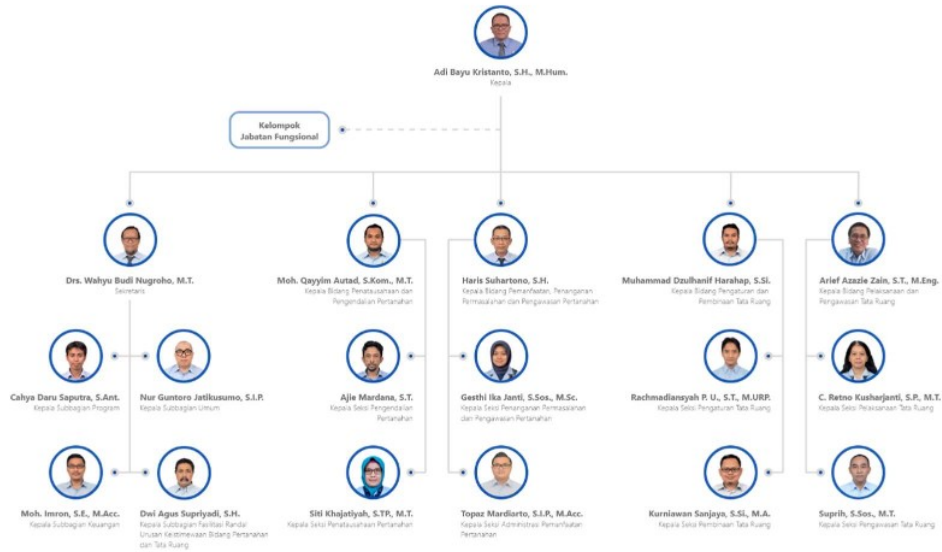 Adi Bayu Kristanto, S.H., M.Hum.
Kepala
Kelompok
Jabatan Fungsional
Drs. Wahyu Budi Nugroho, M.T.
Sekretaris
Moh. Qayyim Autad, S.Kom., M.T.
Kepala Bidang Penatausahaan dan
Pengendalian Pertanahan
Haris Suhartono, S.H.
Kepala Bidang Pemanfaatan, Penanganan
Permasalahan dan Pengawasan Pertanahan
Muhammad Dzulhanif Harahap, S.Si.
Kepala Bidang Pengaturan dan
Pembinaan Tata Ruang
Arief Azazie Zain, S.T., M.Eng.
Kepala Bidang Pelaksanaan dan
Pengawasan Tata Ruang
Cahya Daru Saputra, S.Ant.
Kepala Subbagian Program
Nur Guntoro Jatikusumo, S.I.P.
Kepala Subbagian Umum
Ajie Mardana, S.T.
Kepala Seksi Pengendalian
Pertanahan
Gesthi Ika Janti, S.Sos., M.Sc.
Kepala Seksi Penanganan Permasalahan
dan Pengawasan Pertanahan
Rachmadiansyah P. U., S.T., M.URP.
Kepala Seksi Pengaturan Tata Ruang
C. Retno Kusharjanti, S.P., M.T.
Kepala Seksi Pelaksanaan Tata Ruang
Moh. Imron, S.E., M.Acc.
Kepala Subbagian Keuangan
Dwi Agus Supriyadi, S.H.
Kepala Subbagian Fasilitasi Randal
Urusan Keistimewaan Bidang Pertanahan
dan Tata Ruang
Siti Khajatiyah, S.TP., M.T.
Kepala Seksi Penatausahaan Pertanahan
Topaz Mardiarto, S.I.P., M.Acc.
Kepala Seksi Administrasi Pemanfaatan
Pertanahan
Kurniawan Sanjaya, S.Si., M.A.
Kepala Seksi Pembinaan Tata Ruang
Suprih, S.Sos., M.T.
Kepala Seksi Pengawasan Tata Ruang